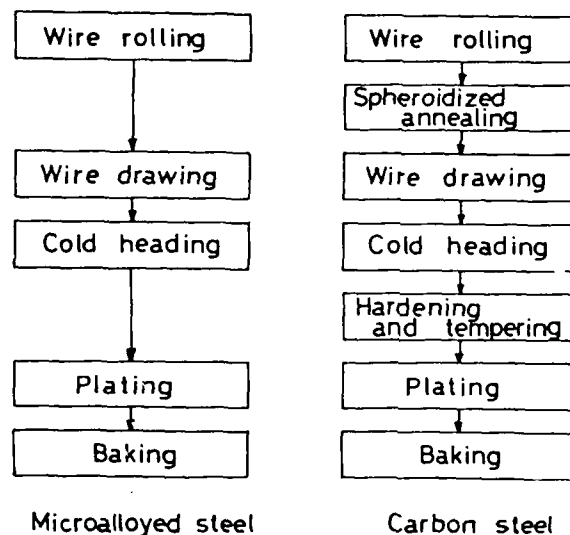 Wire rolling
Wire drawing
Cold heading
Plating
Baking
Microalloyed steel
Wire rolling
Spheroidized
annealing
Wire drawing
Cold heading
Hardening
and tempering
Plating
Baking
Carbon steel